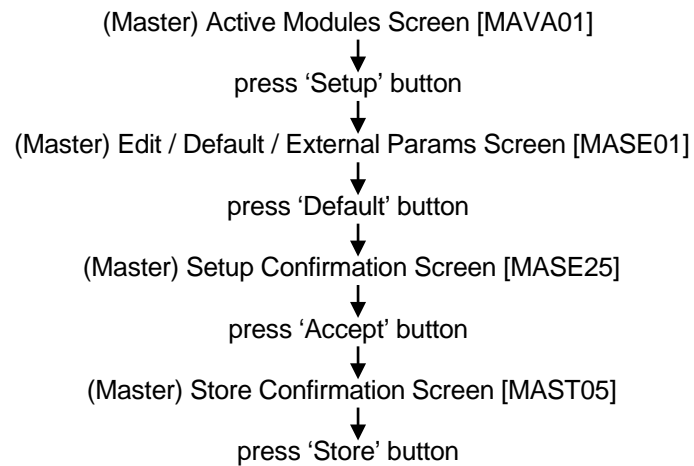 (Master) Active Modules Screen [MAVA01]
press ‘Setup’ button
(Master) Edit / Default / External Params Screen [MASE01]
press ‘Default’ button
(Master) Setup Confirmation Screen [MASE25]
press ‘Accept’ button
(Master) Store Confirmation Screen [MAST05]
press ‘Store’ button